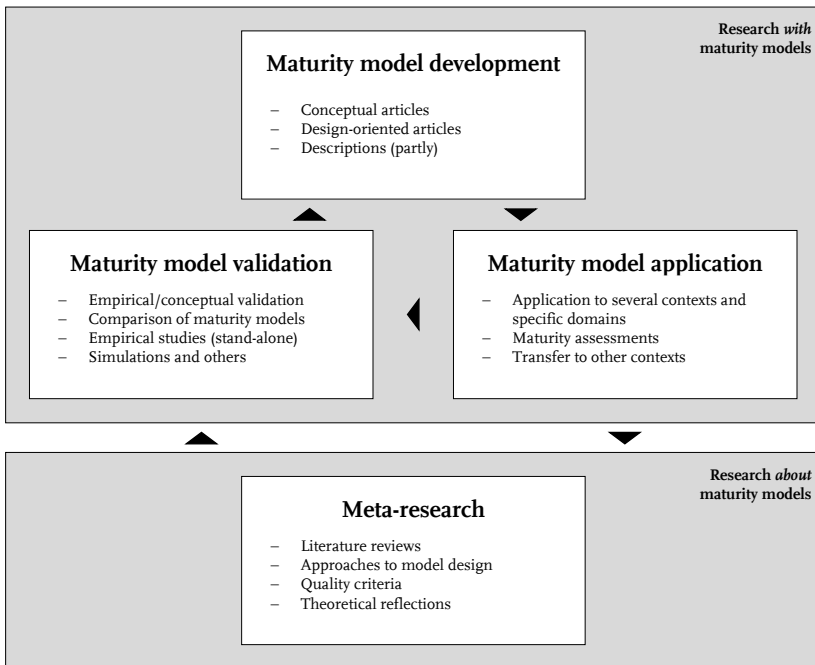 Research with
maturity models
Maturity model development
– Conceptual articles
– Design-oriented articles
– Descriptions (partly)
Maturity model validation
– Empirical/conceptual validation
– Comparison of maturity models
– Empirical studies (stand-alone)
– Simulations and others
Maturity model application
– Application to several contexts and
specific domains
– Maturity assessments
– Transfer to other contexts
Research about
maturity models
Meta-research
– Literature reviews
– Approaches to model design
– Quality criteria
– Theoretical reflections